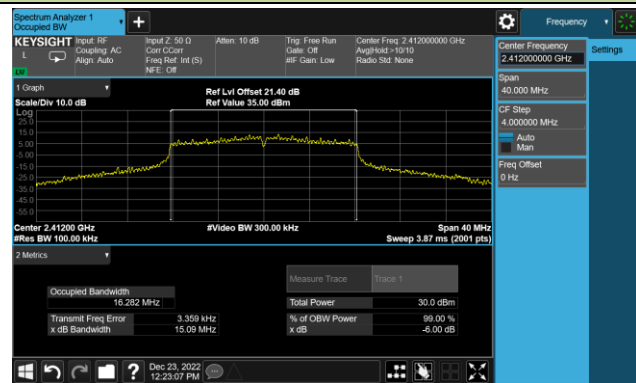 Spectrum Analyzer 1
Occupied BW
+
Frequency
KEYSIGHT
L
Input: RF
Coupling: AC
Align: Auto
Input Z: 50 Ω
Corr CCorr
Freq Ref: Int (S)
NFE: Off
Atten: 10 dB
Trig: Free Run
Gate: Off
#IF Gain: Low
Center Freq: 2.412000000 GHz
Avg|Hold:>10/10
Radio Std: None
Center Frequency
2.412000000 GHz
Settings
Span
40.000 MHz
CF Step
4.000000 MHz
Auto
Man
Freq Offset
0 Hz
1 Graph
Scale/Div 10.0 dB
Ref Lvl Offset 21.40 dB
Ref Value 35.00 dBm
Log
25.0
15.0
5.00
-5.00
-15.0
-25.0
-35.0
-45.0
-55.0
Center 2.41200 GHz
#Video BW 300.00 kHz
Span 40 MHz
#Res BW 100.00 kHz
Sweep 3.87 ms (2001 pts)
2 Metrics
Measure Trace
Trace 1
Occupied Bandwidth
16.282 MHz
Total Power
30.0 dBm
Transmit Freq Error
3.359 kHz
% of OBW Power
99.00 %
x dB Bandwidth
15.09 MHz
x dB
-6.00 dB
?
Dec 23, 2022
12:23:07 PM